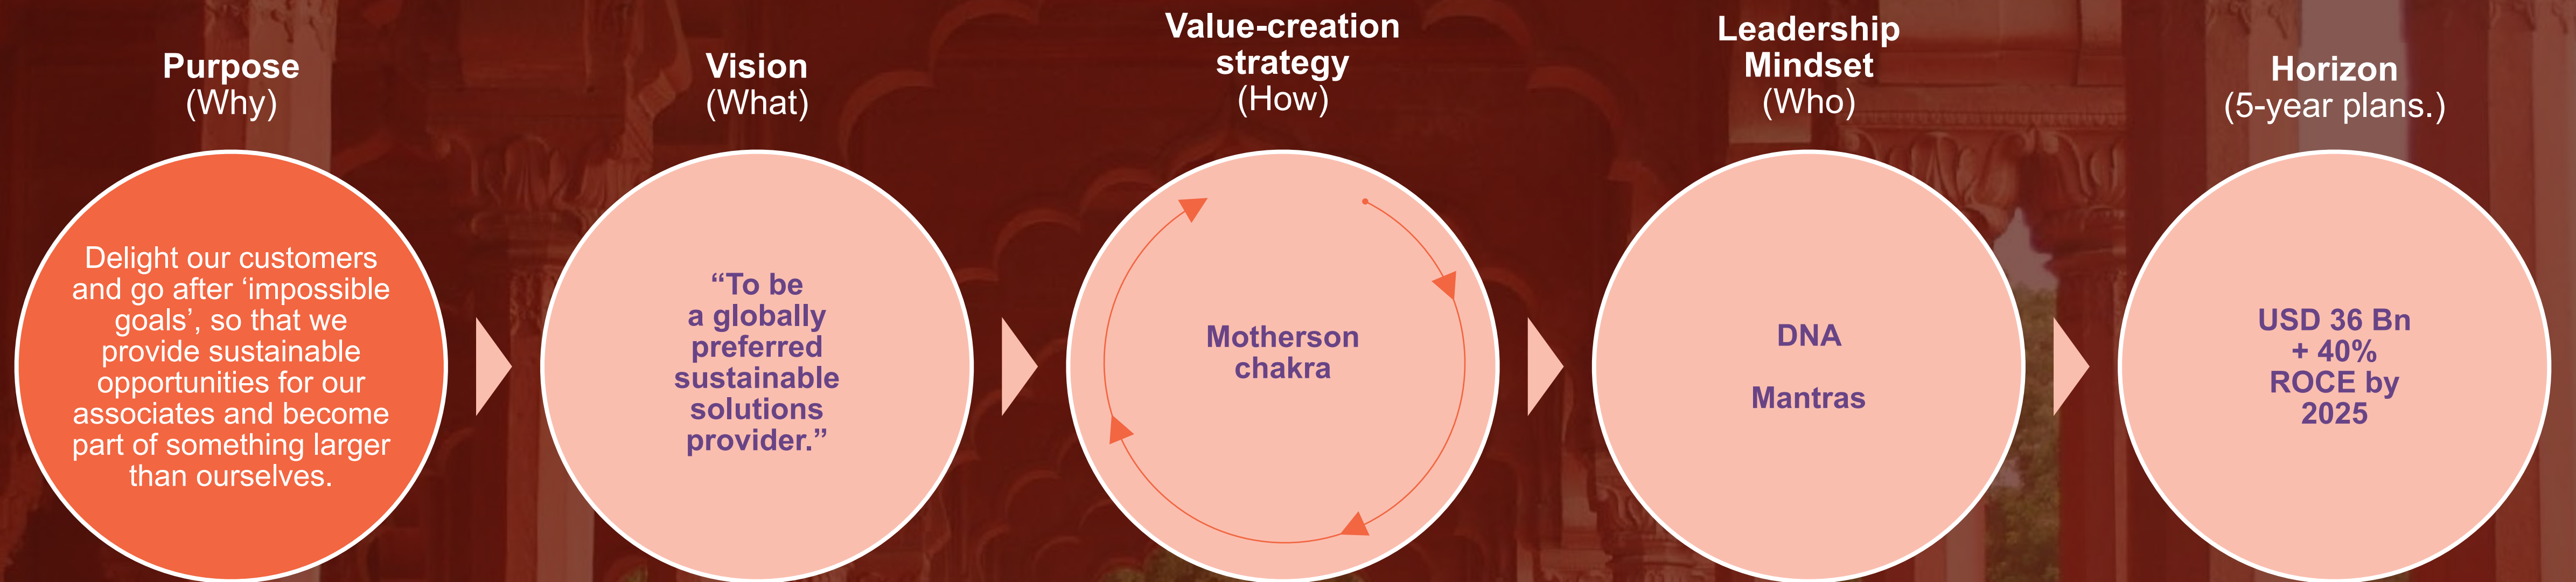 Purpose
(Why)
Delight our customers
and go after ‘impossible
goals’, so that we
provide sustainable
opportunities for our
associates and become
part of something larger
than ourselves.
Vision
(What)
“To be
a globally
preferred
sustainable
solutions
provider.”
Value-creation
strategy
(How)
Motherson
chakra
Leadership
Mindset
(Who)
DNA
Mantras
Horizon
(5-year plans.)
USD 36 Bn
+ 40%
ROCE by
2025